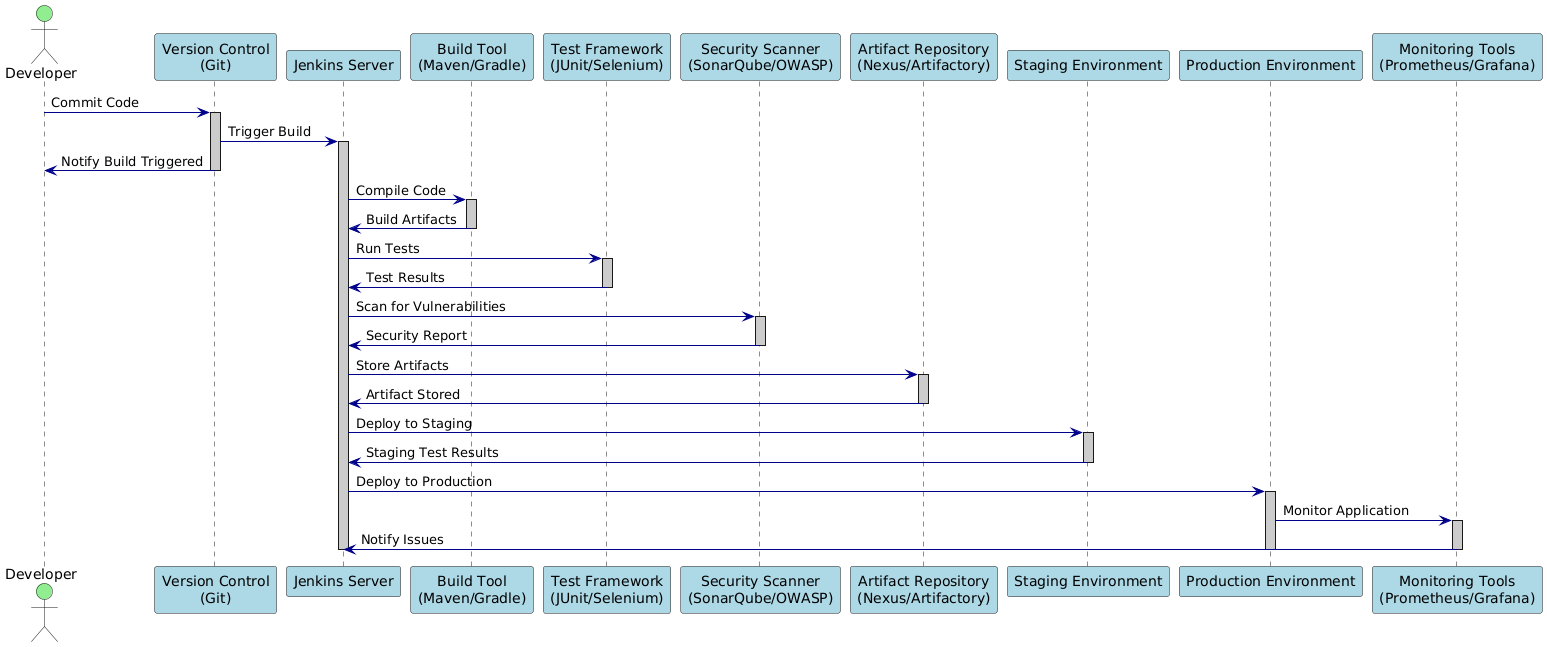 Developer
Version Control
(Git)
Jenkins Server
Build Tool
(Maven/Gradle)
Test Framework
(JUnit/Selenium)
Security Scanner
(SonarQube/OWASP)
Artifact Repository
(Nexus/Artifactory)
Staging Environment
Production Environment
Monitoring Tools
(Prometheus/Grafana)
Commit Code
Trigger Build
Notify Build Triggered
Compile Code
Build Artifacts
Run Tests
Test Results
Scan for Vulnerabilities
Security Report
Store Artifacts
Artifact Stored
Deploy to Staging
Staging Test Results
Deploy to Production
Monitor Application
Notify Issues
Developer
Version Control
(Git)
Jenkins Server
Build Tool
(Maven/Gradle)
Test Framework
(JUnit/Selenium)
Security Scanner
(SonarQube/OWASP)
Artifact Repository
(Nexus/Artifactory)
Staging Environment
Production Environment
Monitoring Tools
(Prometheus/Grafana)